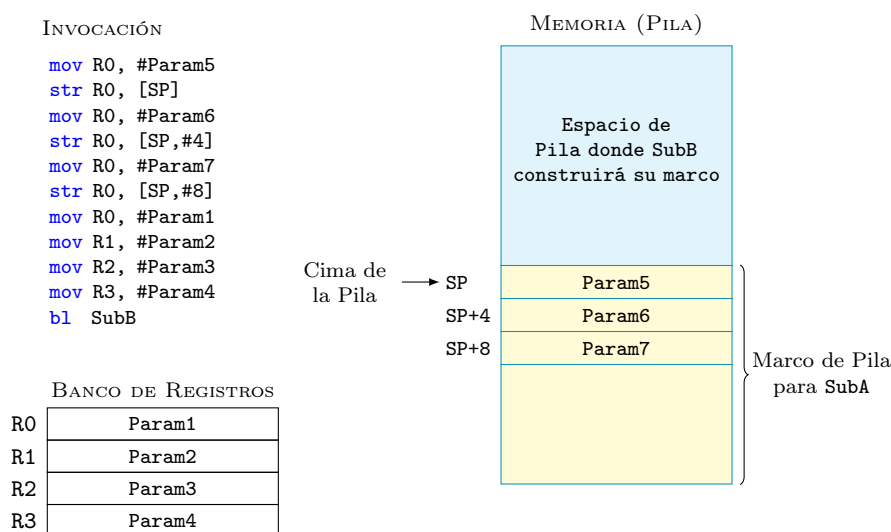 INVOCACIÓN
mov R0, #Param5
str R0, [SP]
mov R0, #Param6
str R0, [SP,#4]
mov R0, #Param7
str R0, [SP,#8]
mov R0, #Param1
mov R1, #Param2
mov R2, #Param3
mov R3, #Param4
bl SubB
BANCO DE REGISTROS
R0 Param1
R1 Param2
R2 Param3
R3 Param4
MEMORIA (PILA)
Espacio de
Pila donde SubB
construirá su marco
Cima de
la Pila
SP Param5
SP+4 Param6
SP+8 Param7
Marco de Pila
para SubA